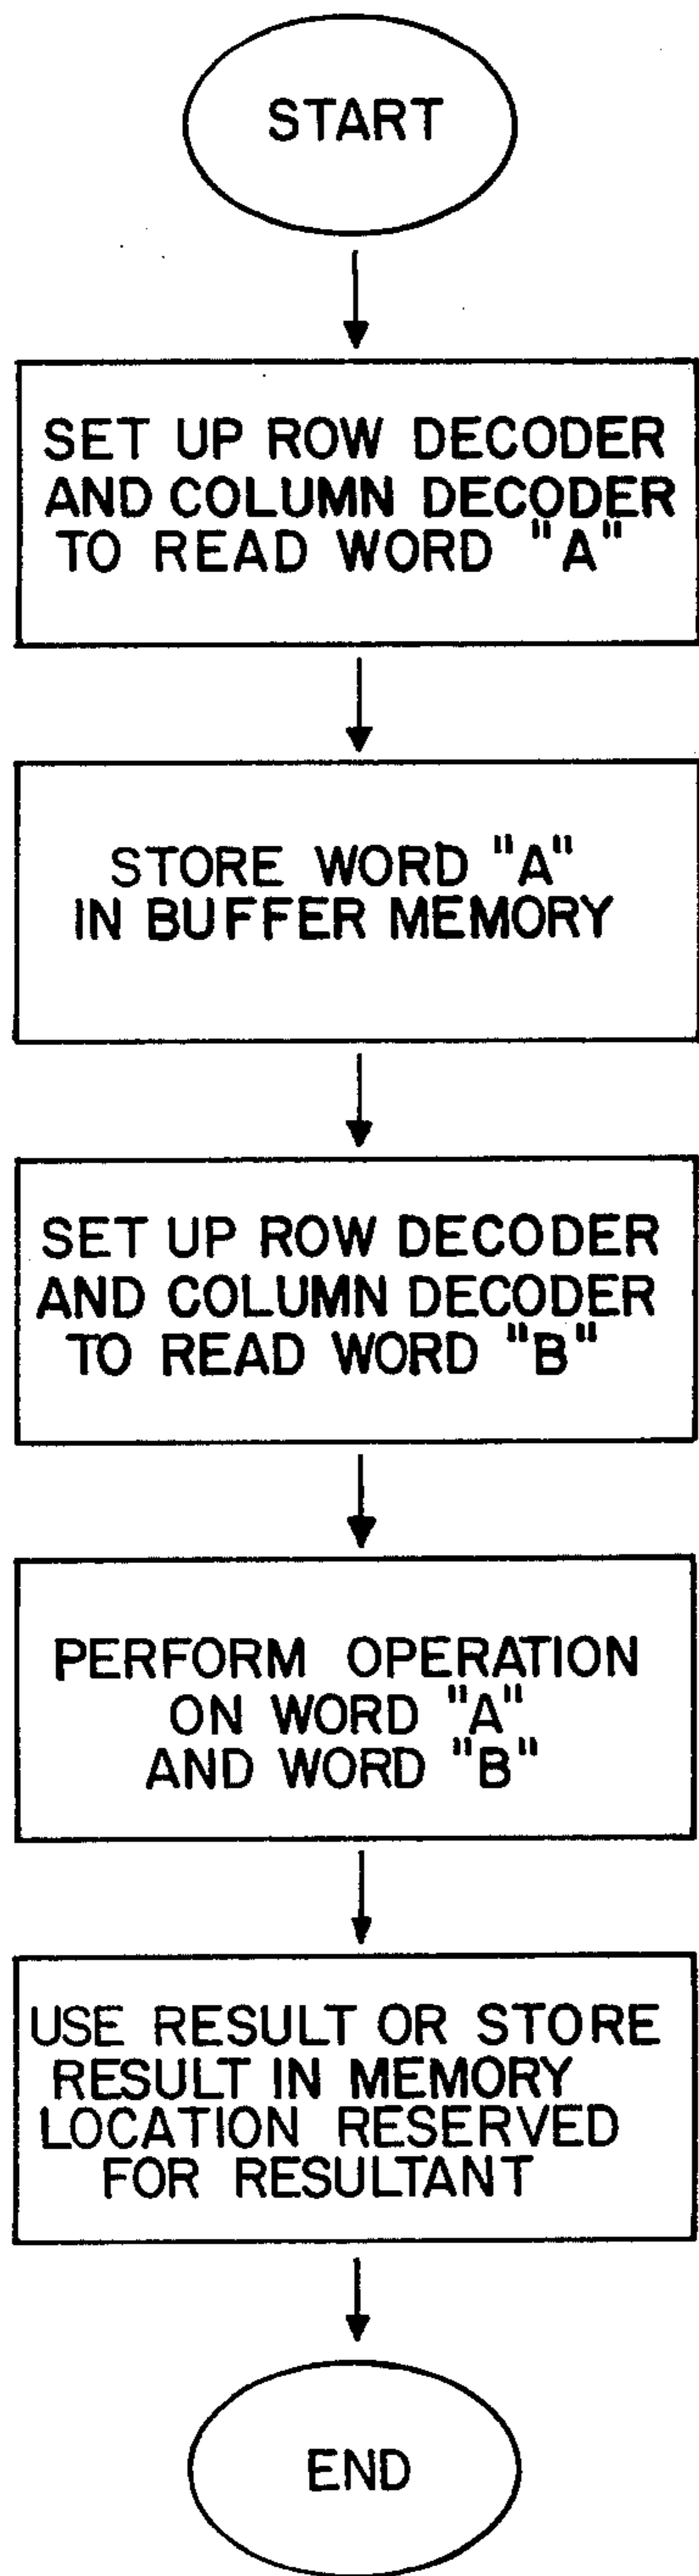 START
SET UP ROW DECODER
AND COLUMN DECODER
TO READ WORD "A"
STORE WORD "A"
IN BUFFER MEMORY
SET UP ROW DECODER
AND COLUMN DECODER
TO READ WORD "B"
PERFORM OPERATION
ON WORD "A"
AND WORD "B"
USE RESULT OR STORE
RESULT IN MEMORY
LOCATION RESERVED
FOR RESULTANT
END